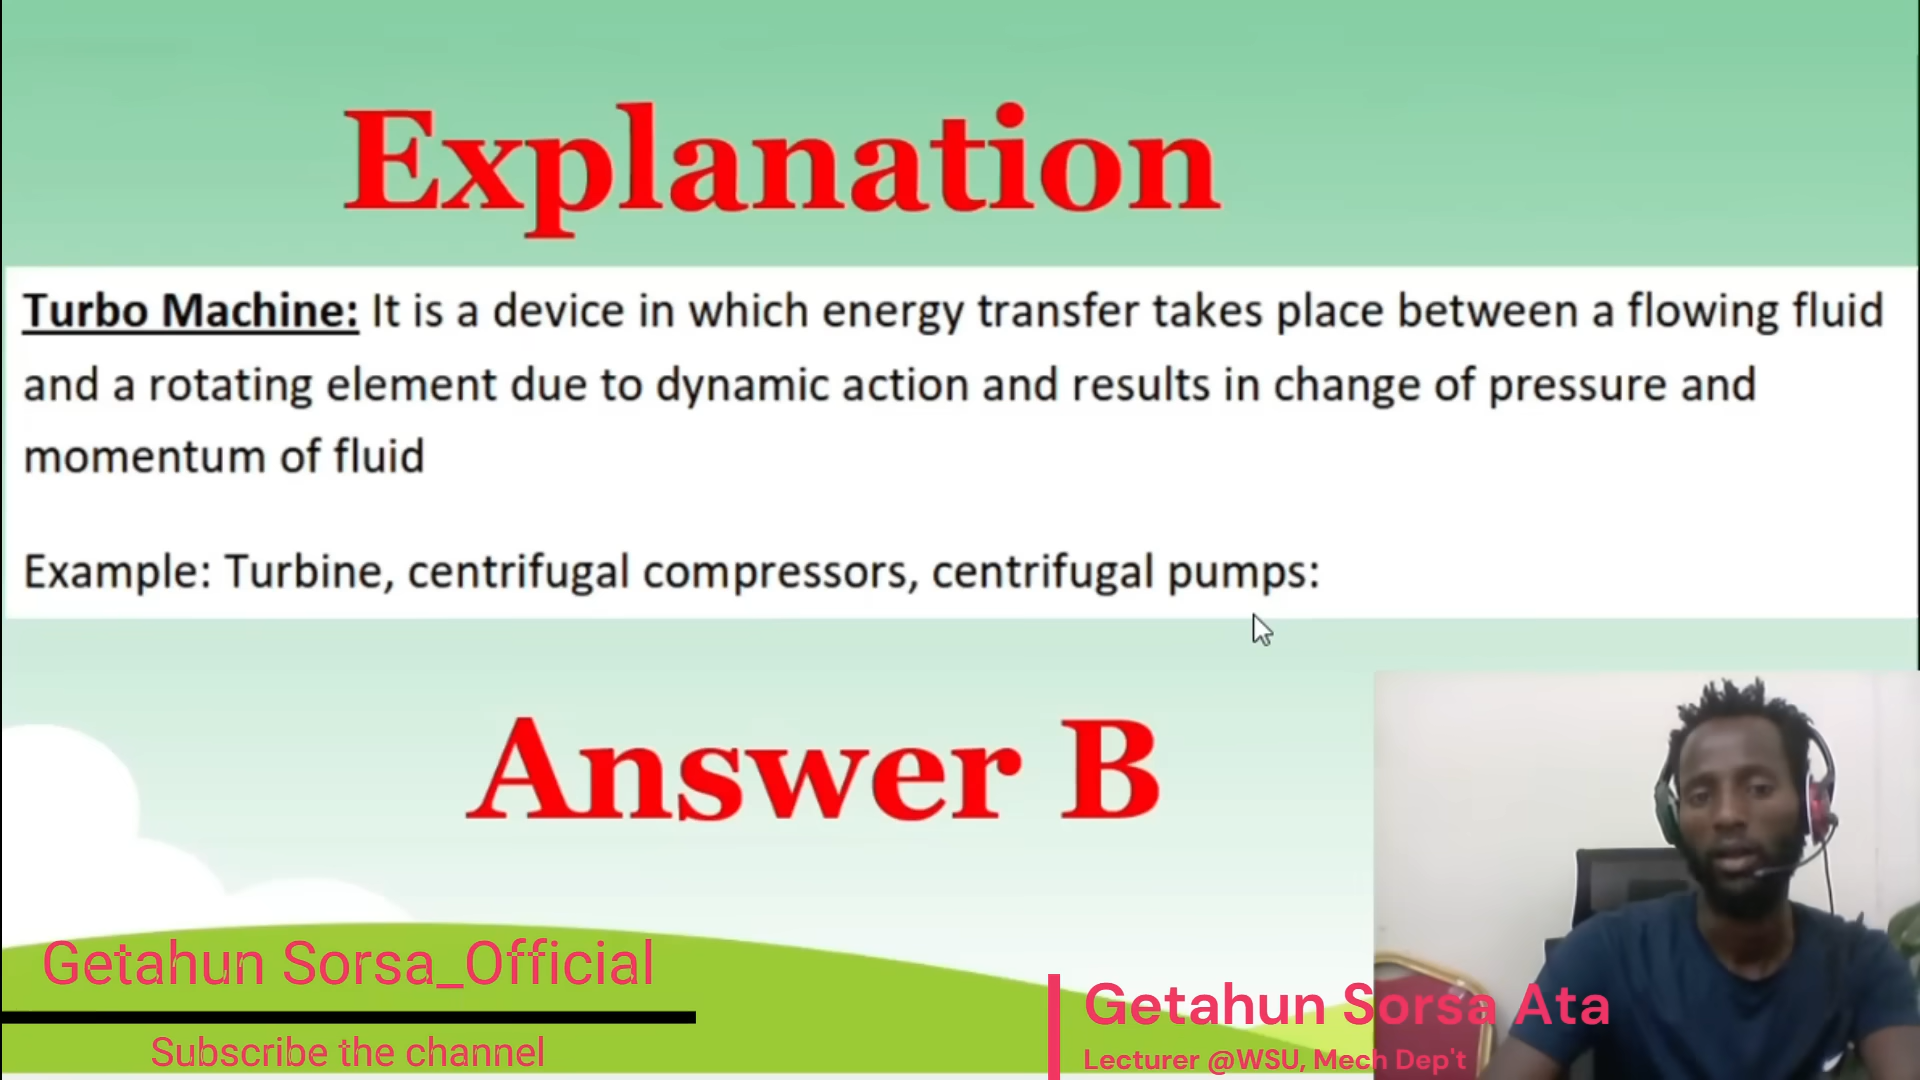 Explanation
Turbo Machine: It is a device in which energy transfer takes place between a flowing fluid
and a rotating element due to dynamic action and results in change of pressure and
momentum of fluid
Example: Turbine, centrifugal compressors, centrifugal pumps:
Answer B
Getahun Sorsa_Official
Subscribe the channel
Getahun Sorsa Ata
Lecturer @WSU, Mech Dep't